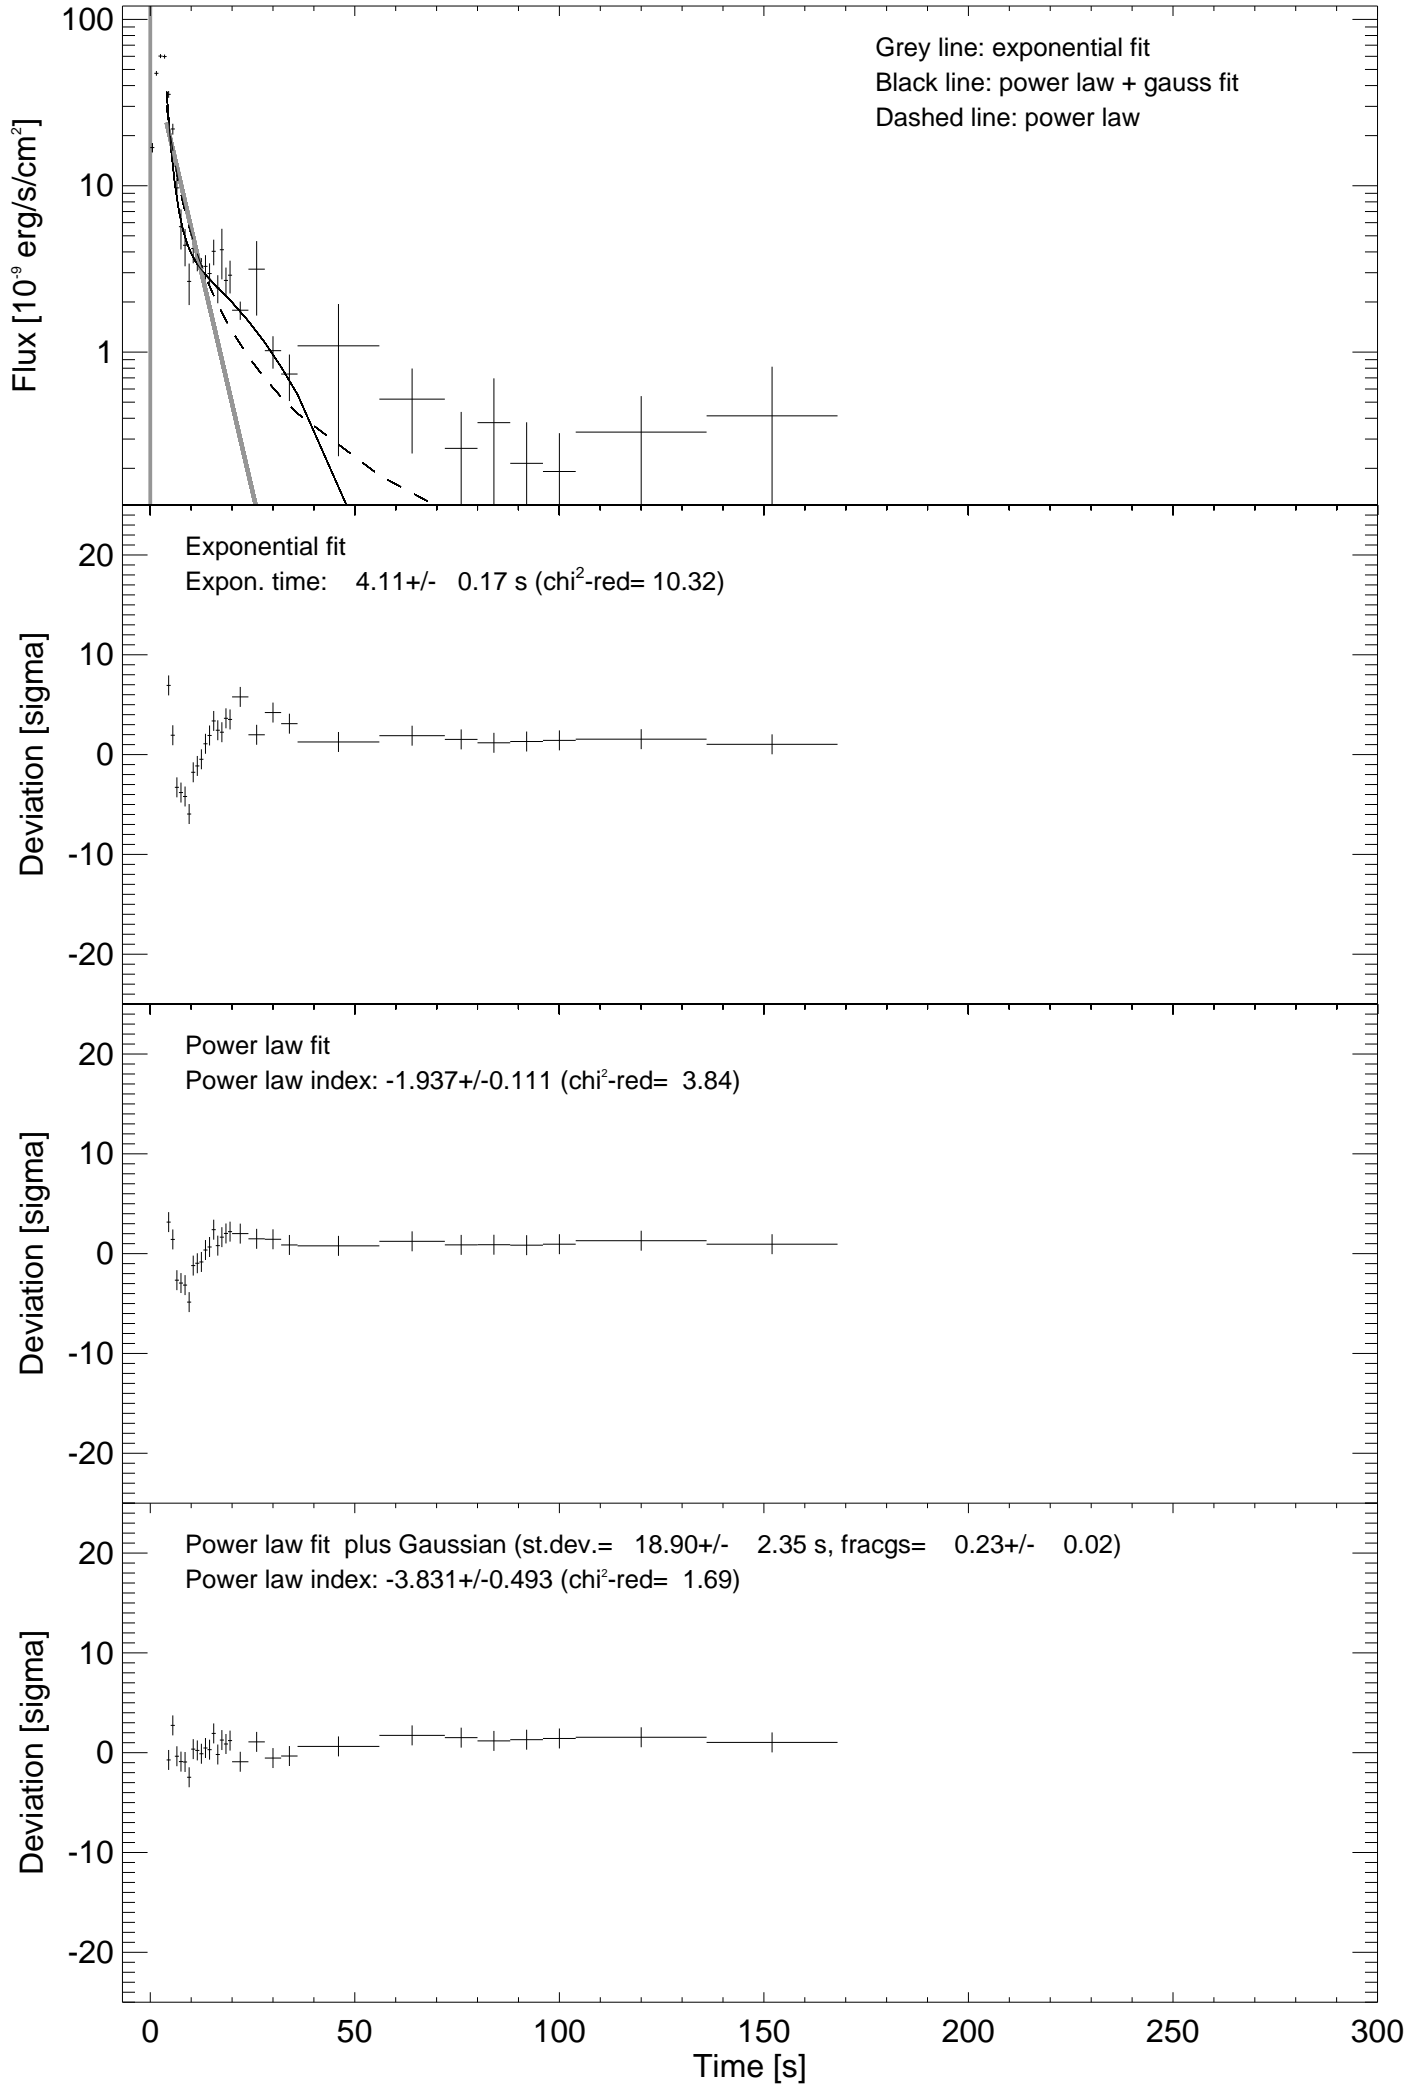 100
10
1
Flux [10⁻⁹ erg/s/cm²]
Grey line: exponential fit
Black line: power law + gauss fit
Dashed line: power law
20
10
0
-10
-20
Deviation [sigma]
Exponential fit
Expon. time: 4.11+/- 0.17 s (chi²-red= 10.32)
20
10
0
-10
-20
Deviation [sigma]
Power law fit
Power law index: -1.937+/-0.111 (chi²-red= 3.84)
20
10
0
-10
-20
Deviation [sigma]
Power law fit plus Gaussian (st.dev.= 18.90+/- 2.35 s, fracgs= 0.23+/- 0.02)
Power law index: -3.831+/-0.493 (chi²-red= 1.69)
0 50 100 150 200 250 300
Time [s]